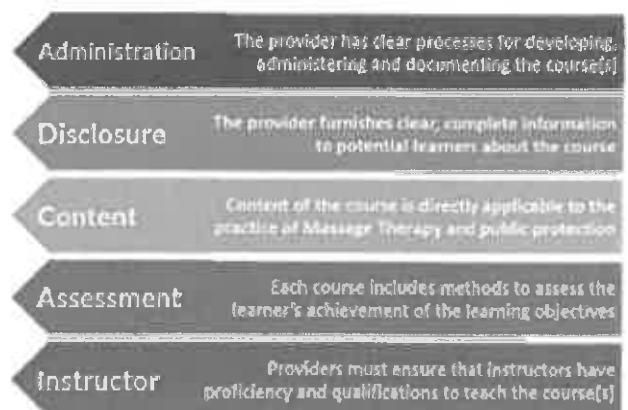 Administration
The provider has clear processes for developing,
administering and documenting the course[s]
Disclosure
The provider furnishes clear, complete information
to potential learners about the course
Content
Content of the course is directly applicable to the
practice of Massage Therapy and public protection
Assessment
Each course includes methods to assess the
learner's achievement of the learning objectives
Instructor
Providers must ensure that instructors have
proficiency and qualifications to teach the course[s]